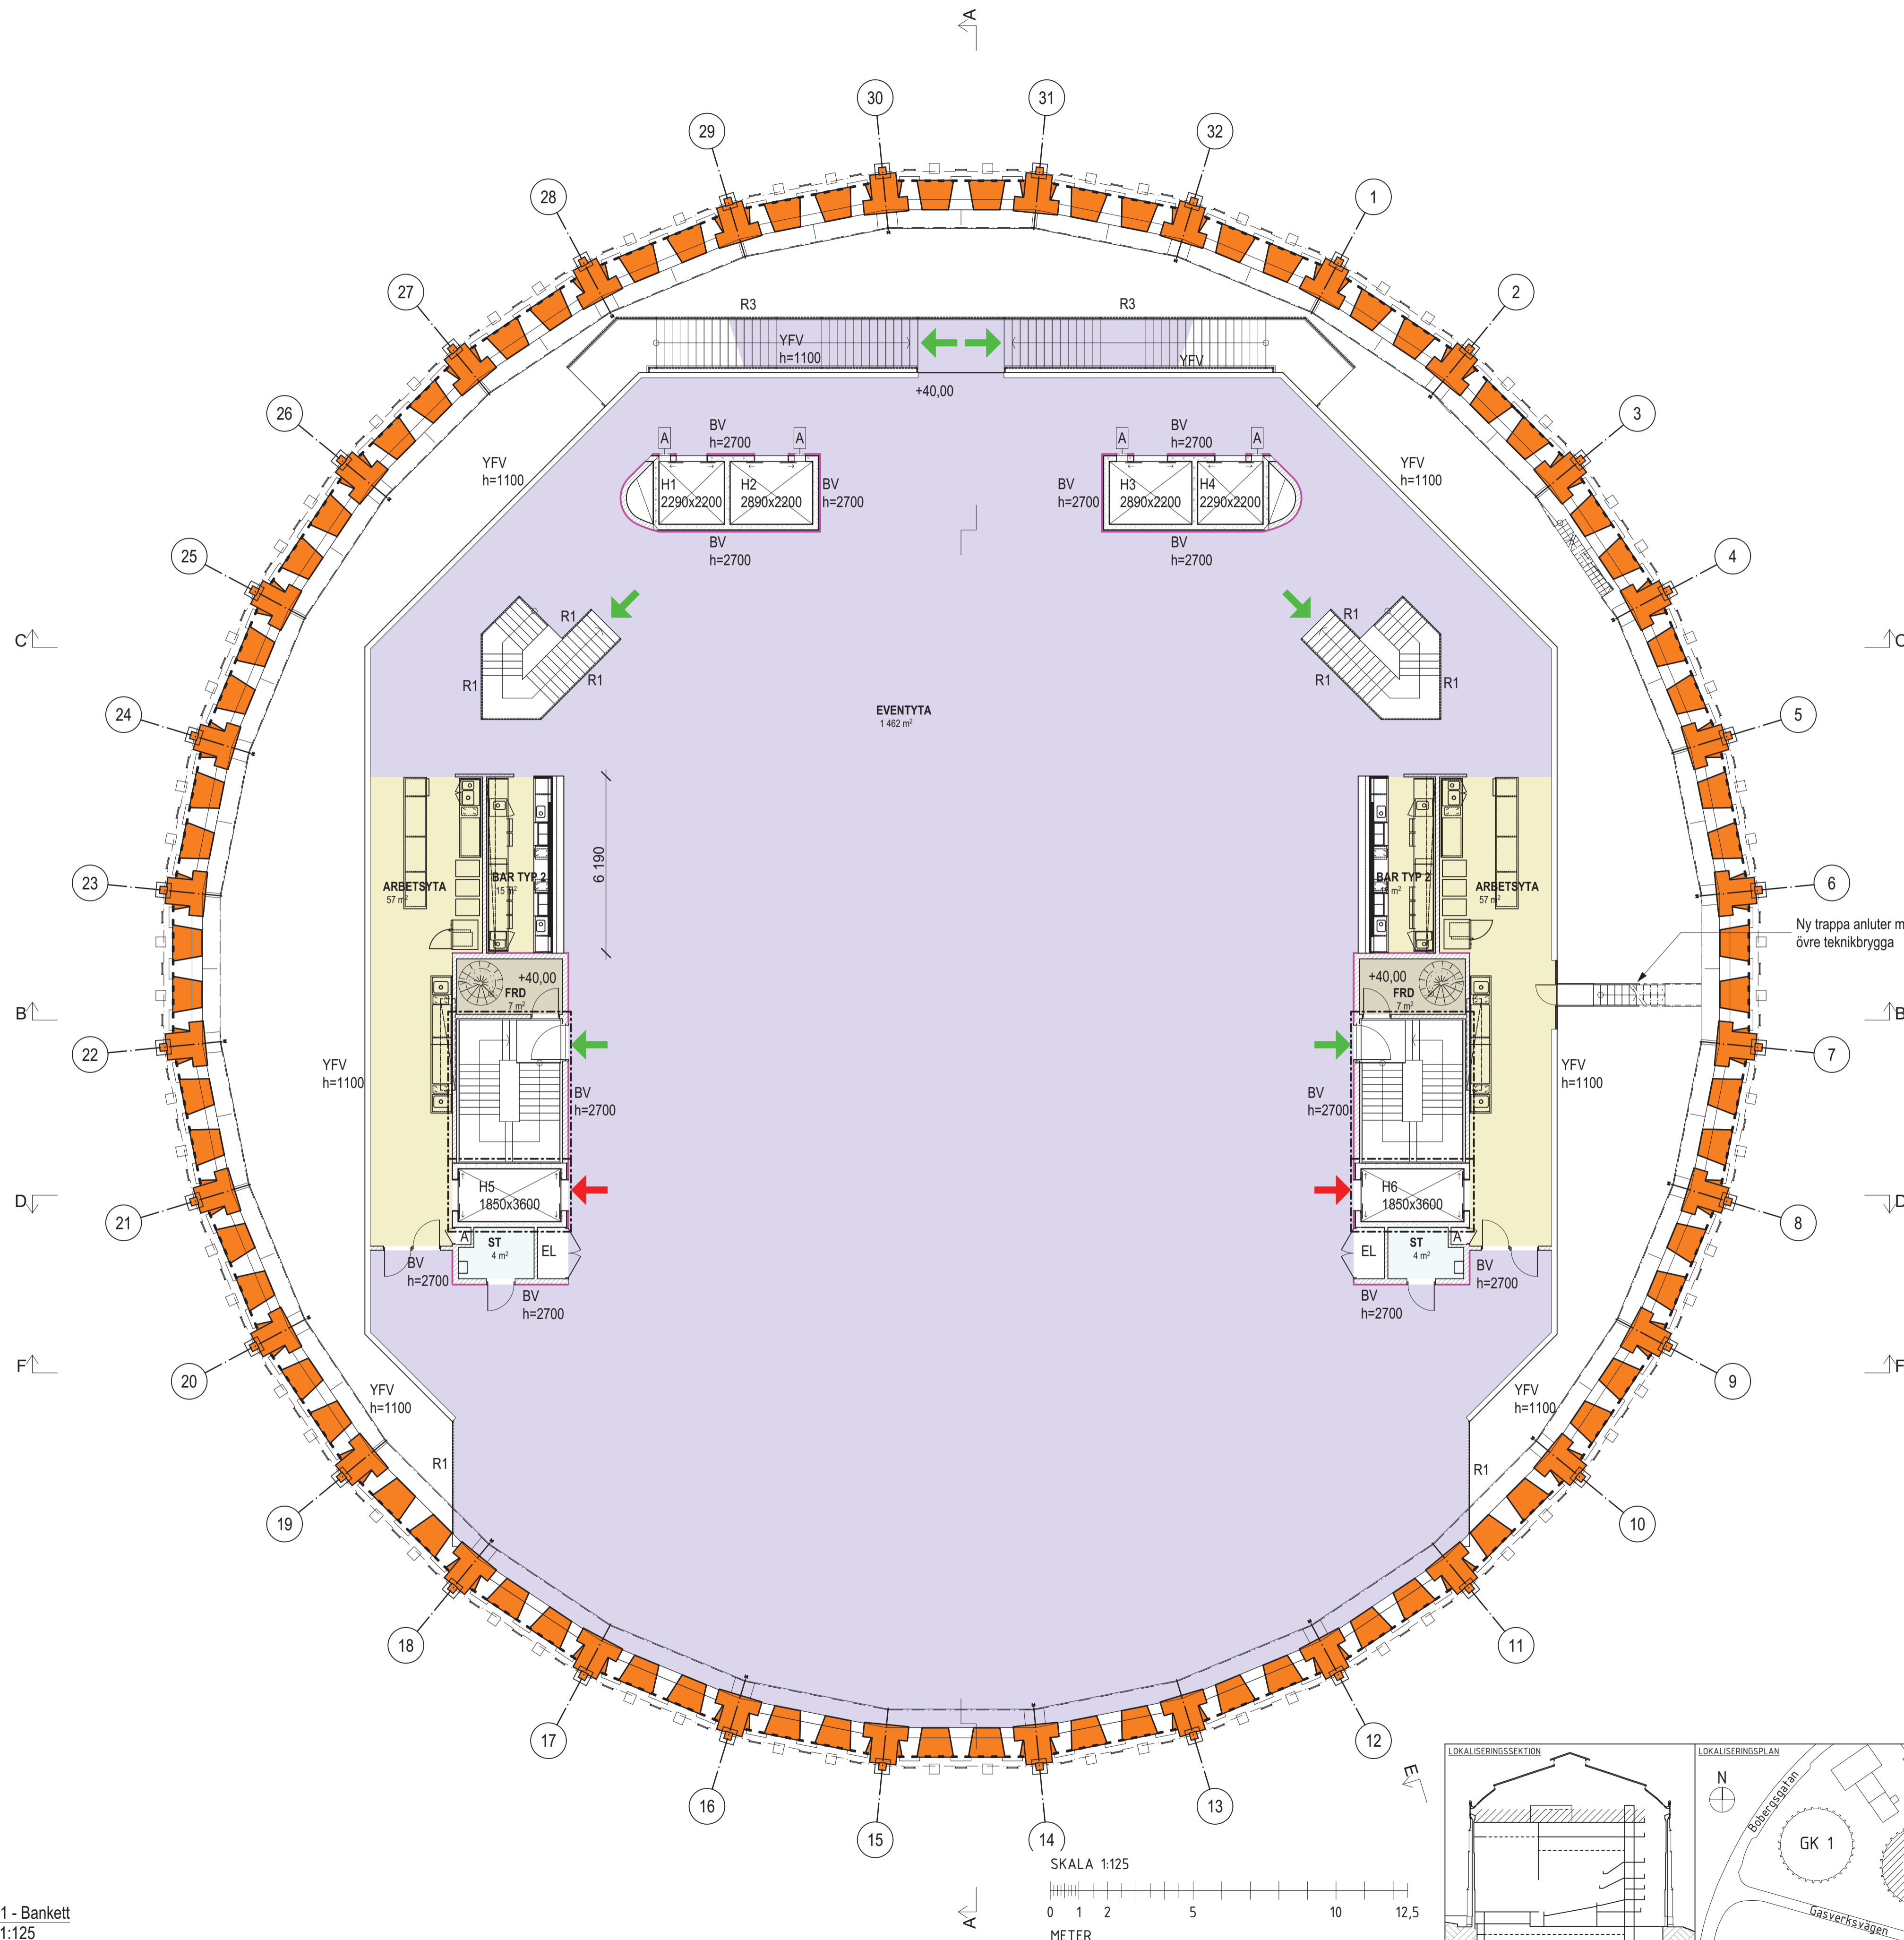 A
30
31
29
32
28
1
27
2
R3
R3
YFV
h=1100
YFV
+40,00
26
3
BV
h=2700
BV
h=2700
A
A
A
A
YFV
h=1100
YFV
h=1100
H1
2290x2200
H2
2890x2200
BV
h=2700
BV
h=2700
H3
2890x2200
H4
2290x2200
BV
h=2700
BV
h=2700
25
4
R1
R1
C
C
R1
R1
R1
R1
24
5
EVENTYTA
1 462 m²
6 190
23
6
ARBETSYTA
57 m²
BAR TYP 2
15 m²
BAR TYP 2
ARBETSYTA
57 m²
Ny trappa anluter m
övre teknikbrygga
+40,00
FRD
7 m²
+40,00
FRD
7 m²
B
B
22
7
YFV
h=1100
BV
h=2700
BV
h=2700
YFV
h=1100
D
D
H5
1850x3600
H6
1850x3600
21
8
A
ST
4 m²
EL
EL
ST
4 m²
A
BV
h=2700
BV
h=2700
BV
h=2700
BV
h=2700
F
F
20
9
YFV
h=1100
YFV
h=1100
R1
R1
19
10
18
11
17
12
16
13
15
14
E
A
SKALA 1:125
0 1 2 5 10 12,5
METER
LOKALISERINGSSEKTION
LOKALISERINGSPLAN
N
Bobergsgatan
GK 1
Gasverksvägen
1 - Bankett
1:125